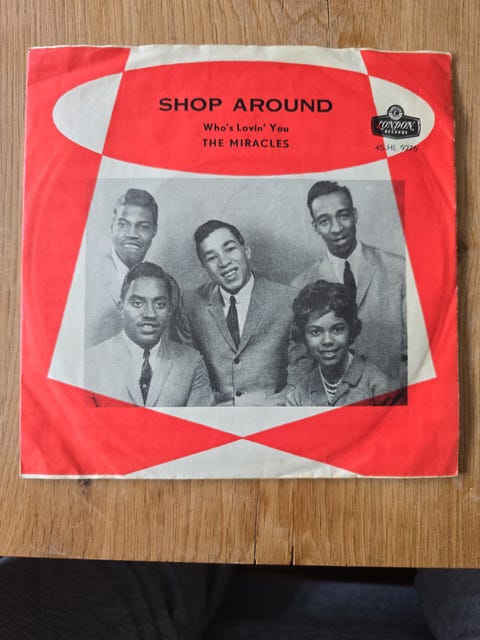 SHOP AROUND
Who's Lovin' You
THE MIRACLES
LONDON
RECORDS
45-HL 9276